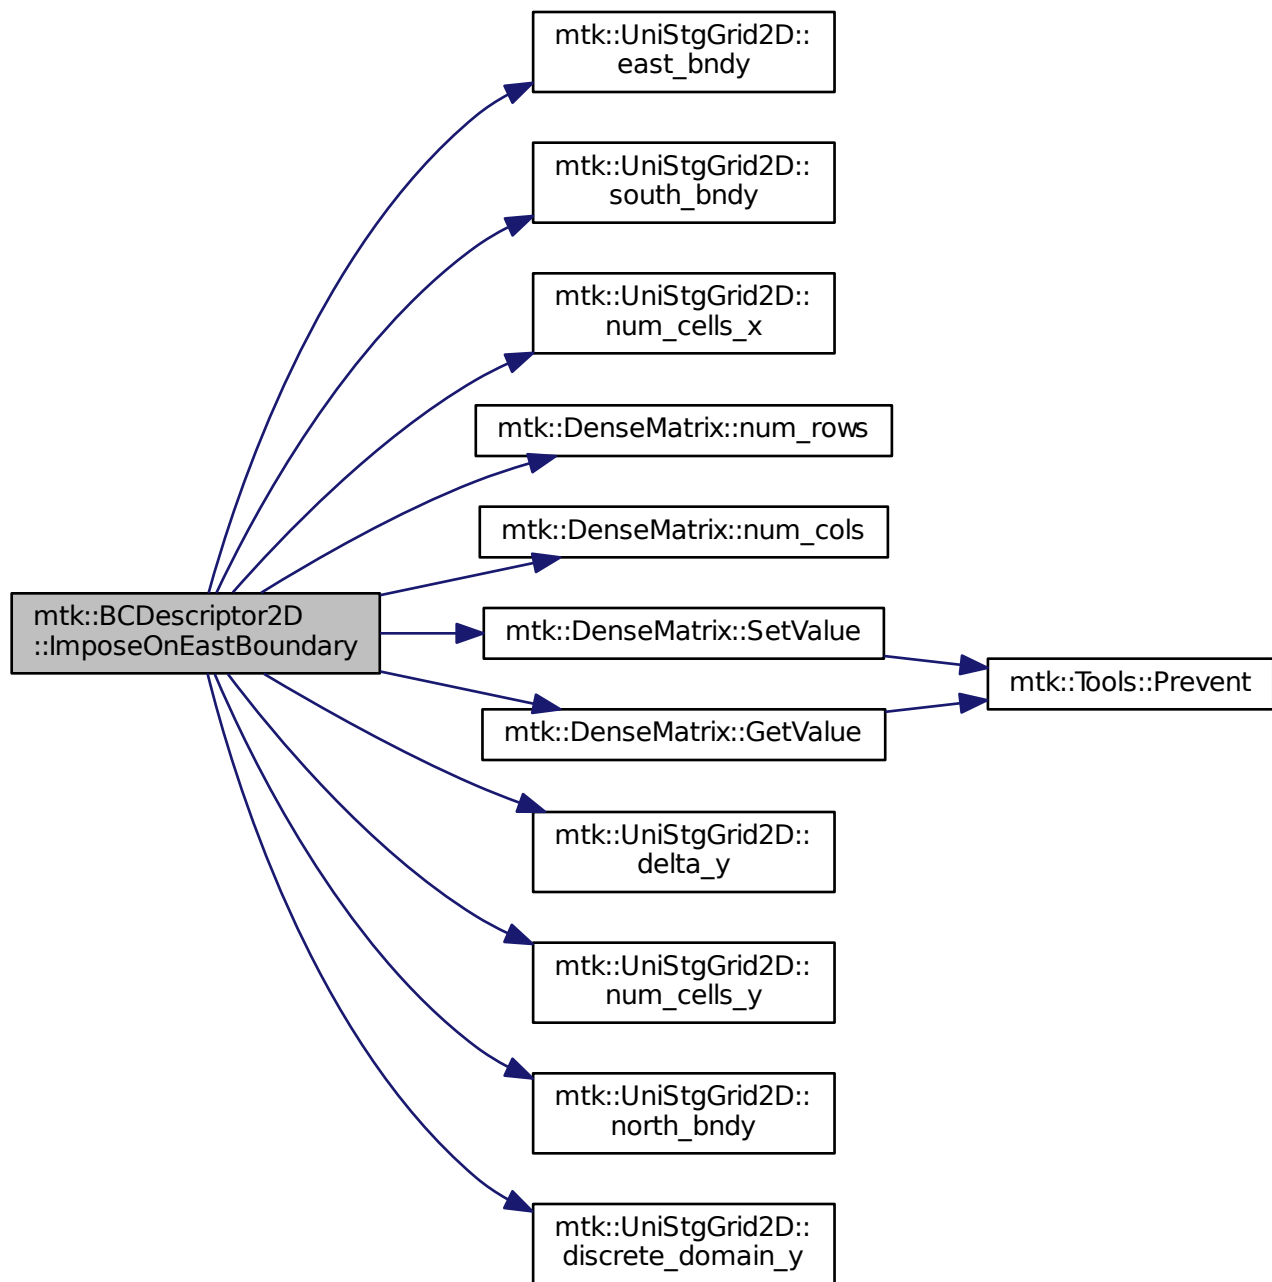 mtk::UniStgGrid2D::
east_bndy
mtk::UniStgGrid2D::
south_bndy
mtk::UniStgGrid2D::
num_cells_x
mtk::DenseMatrix::num_rows
mtk::DenseMatrix::num_cols
mtk::BCDescriptor2D
::ImposeOnEastBoundary
mtk::DenseMatrix::SetValue
mtk::Tools::Prevent
mtk::DenseMatrix::GetValue
mtk::UniStgGrid2D::
delta_y
mtk::UniStgGrid2D::
num_cells_y
mtk::UniStgGrid2D::
north_bndy
mtk::UniStgGrid2D::
discrete_domain_y